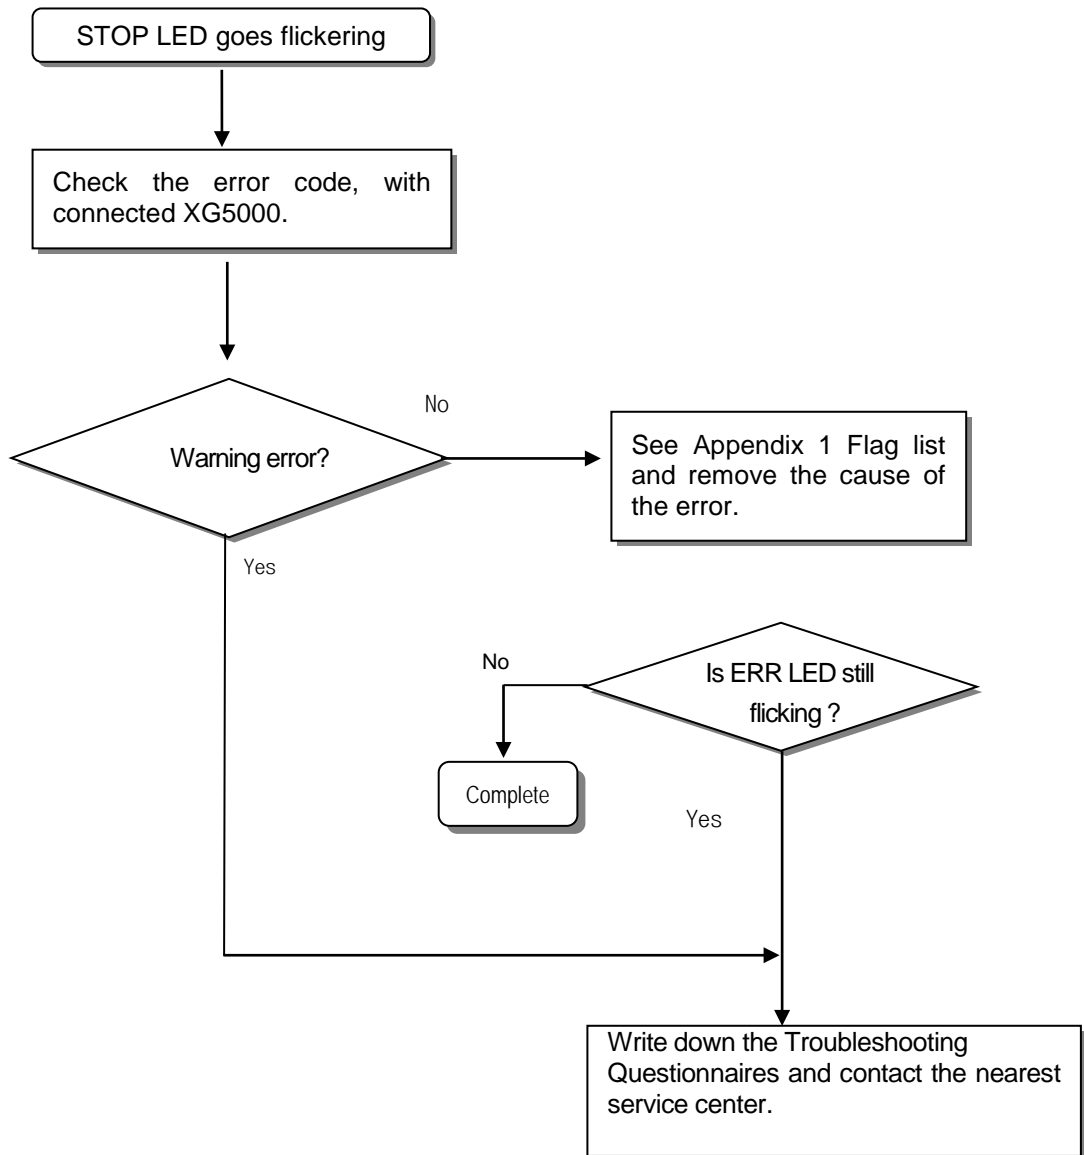 STOP LED goes flickering
Check the error code, with
connected XG5000.
Warning error?
No
See Appendix 1 Flag list
and remove the cause of
the error.
Yes
Is ERR LED still
flicking ?
No
Complete
Yes
Write down the Troubleshooting
Questionnaires and contact the nearest
service center.